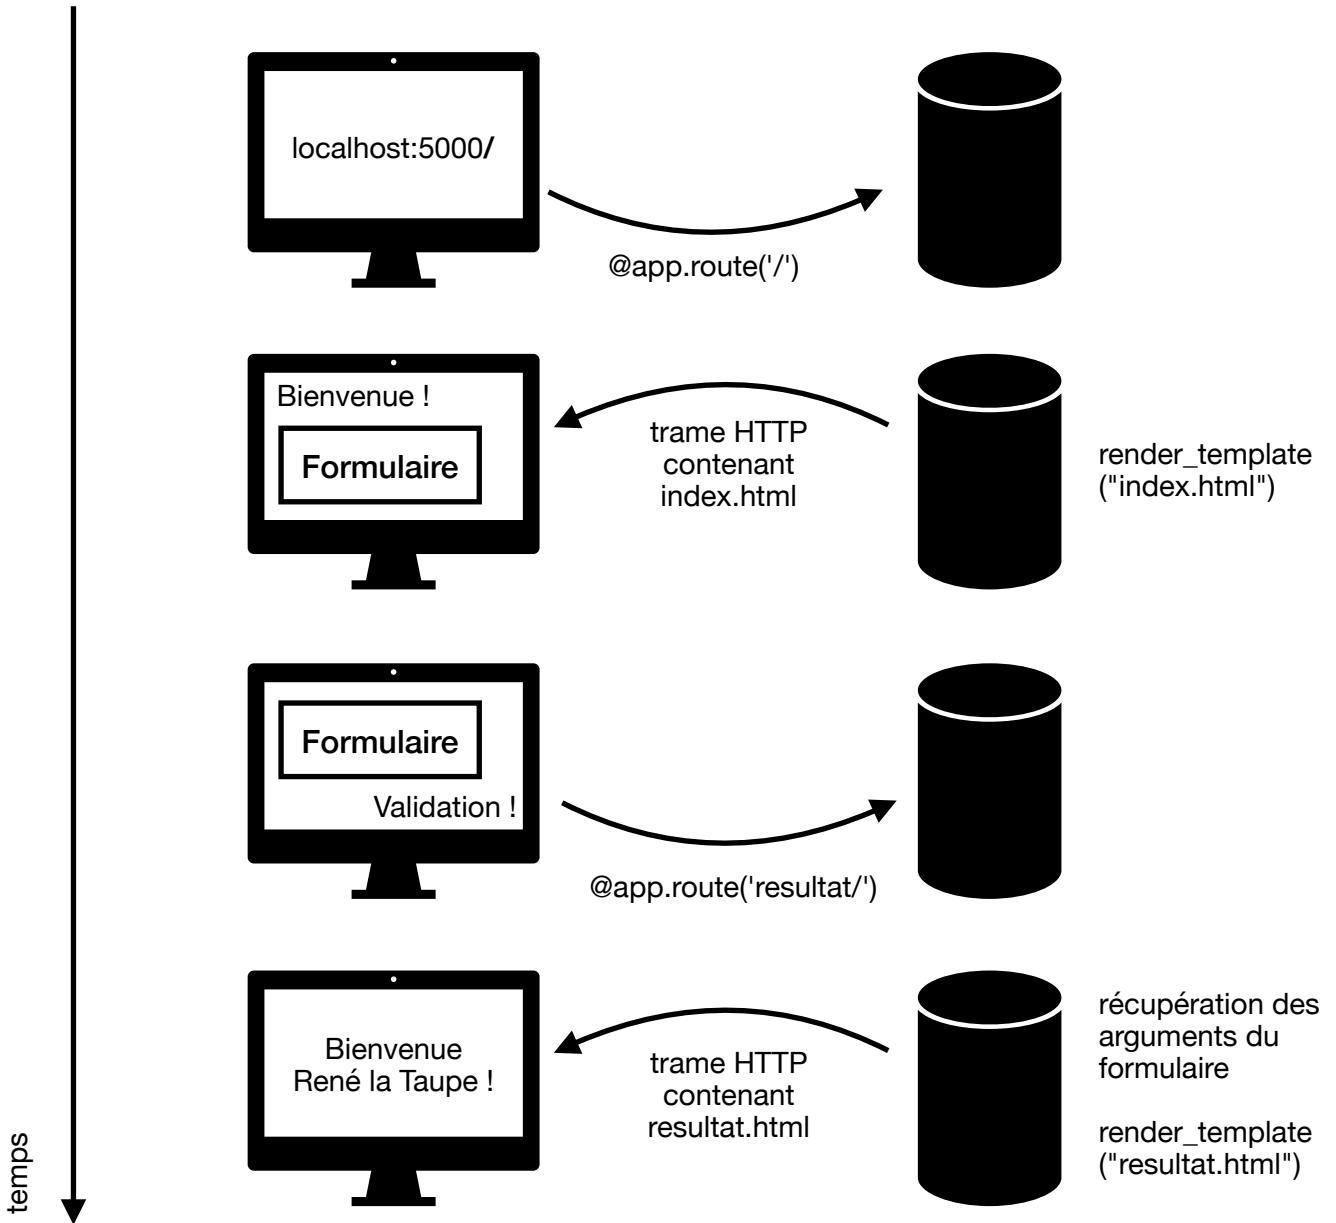 localhost:5000/
@app.route('/')
Bienvenue !
Formulaire
trame HTTP
contenant
index.html
render_template
("index.html")
Formulaire
Validation !
@app.route('resultat/')
Bienvenue
René la Taupe !
trame HTTP
contenant
resultat.html
récupération des
arguments du
formulaire
render_template
("resultat.html")
temps